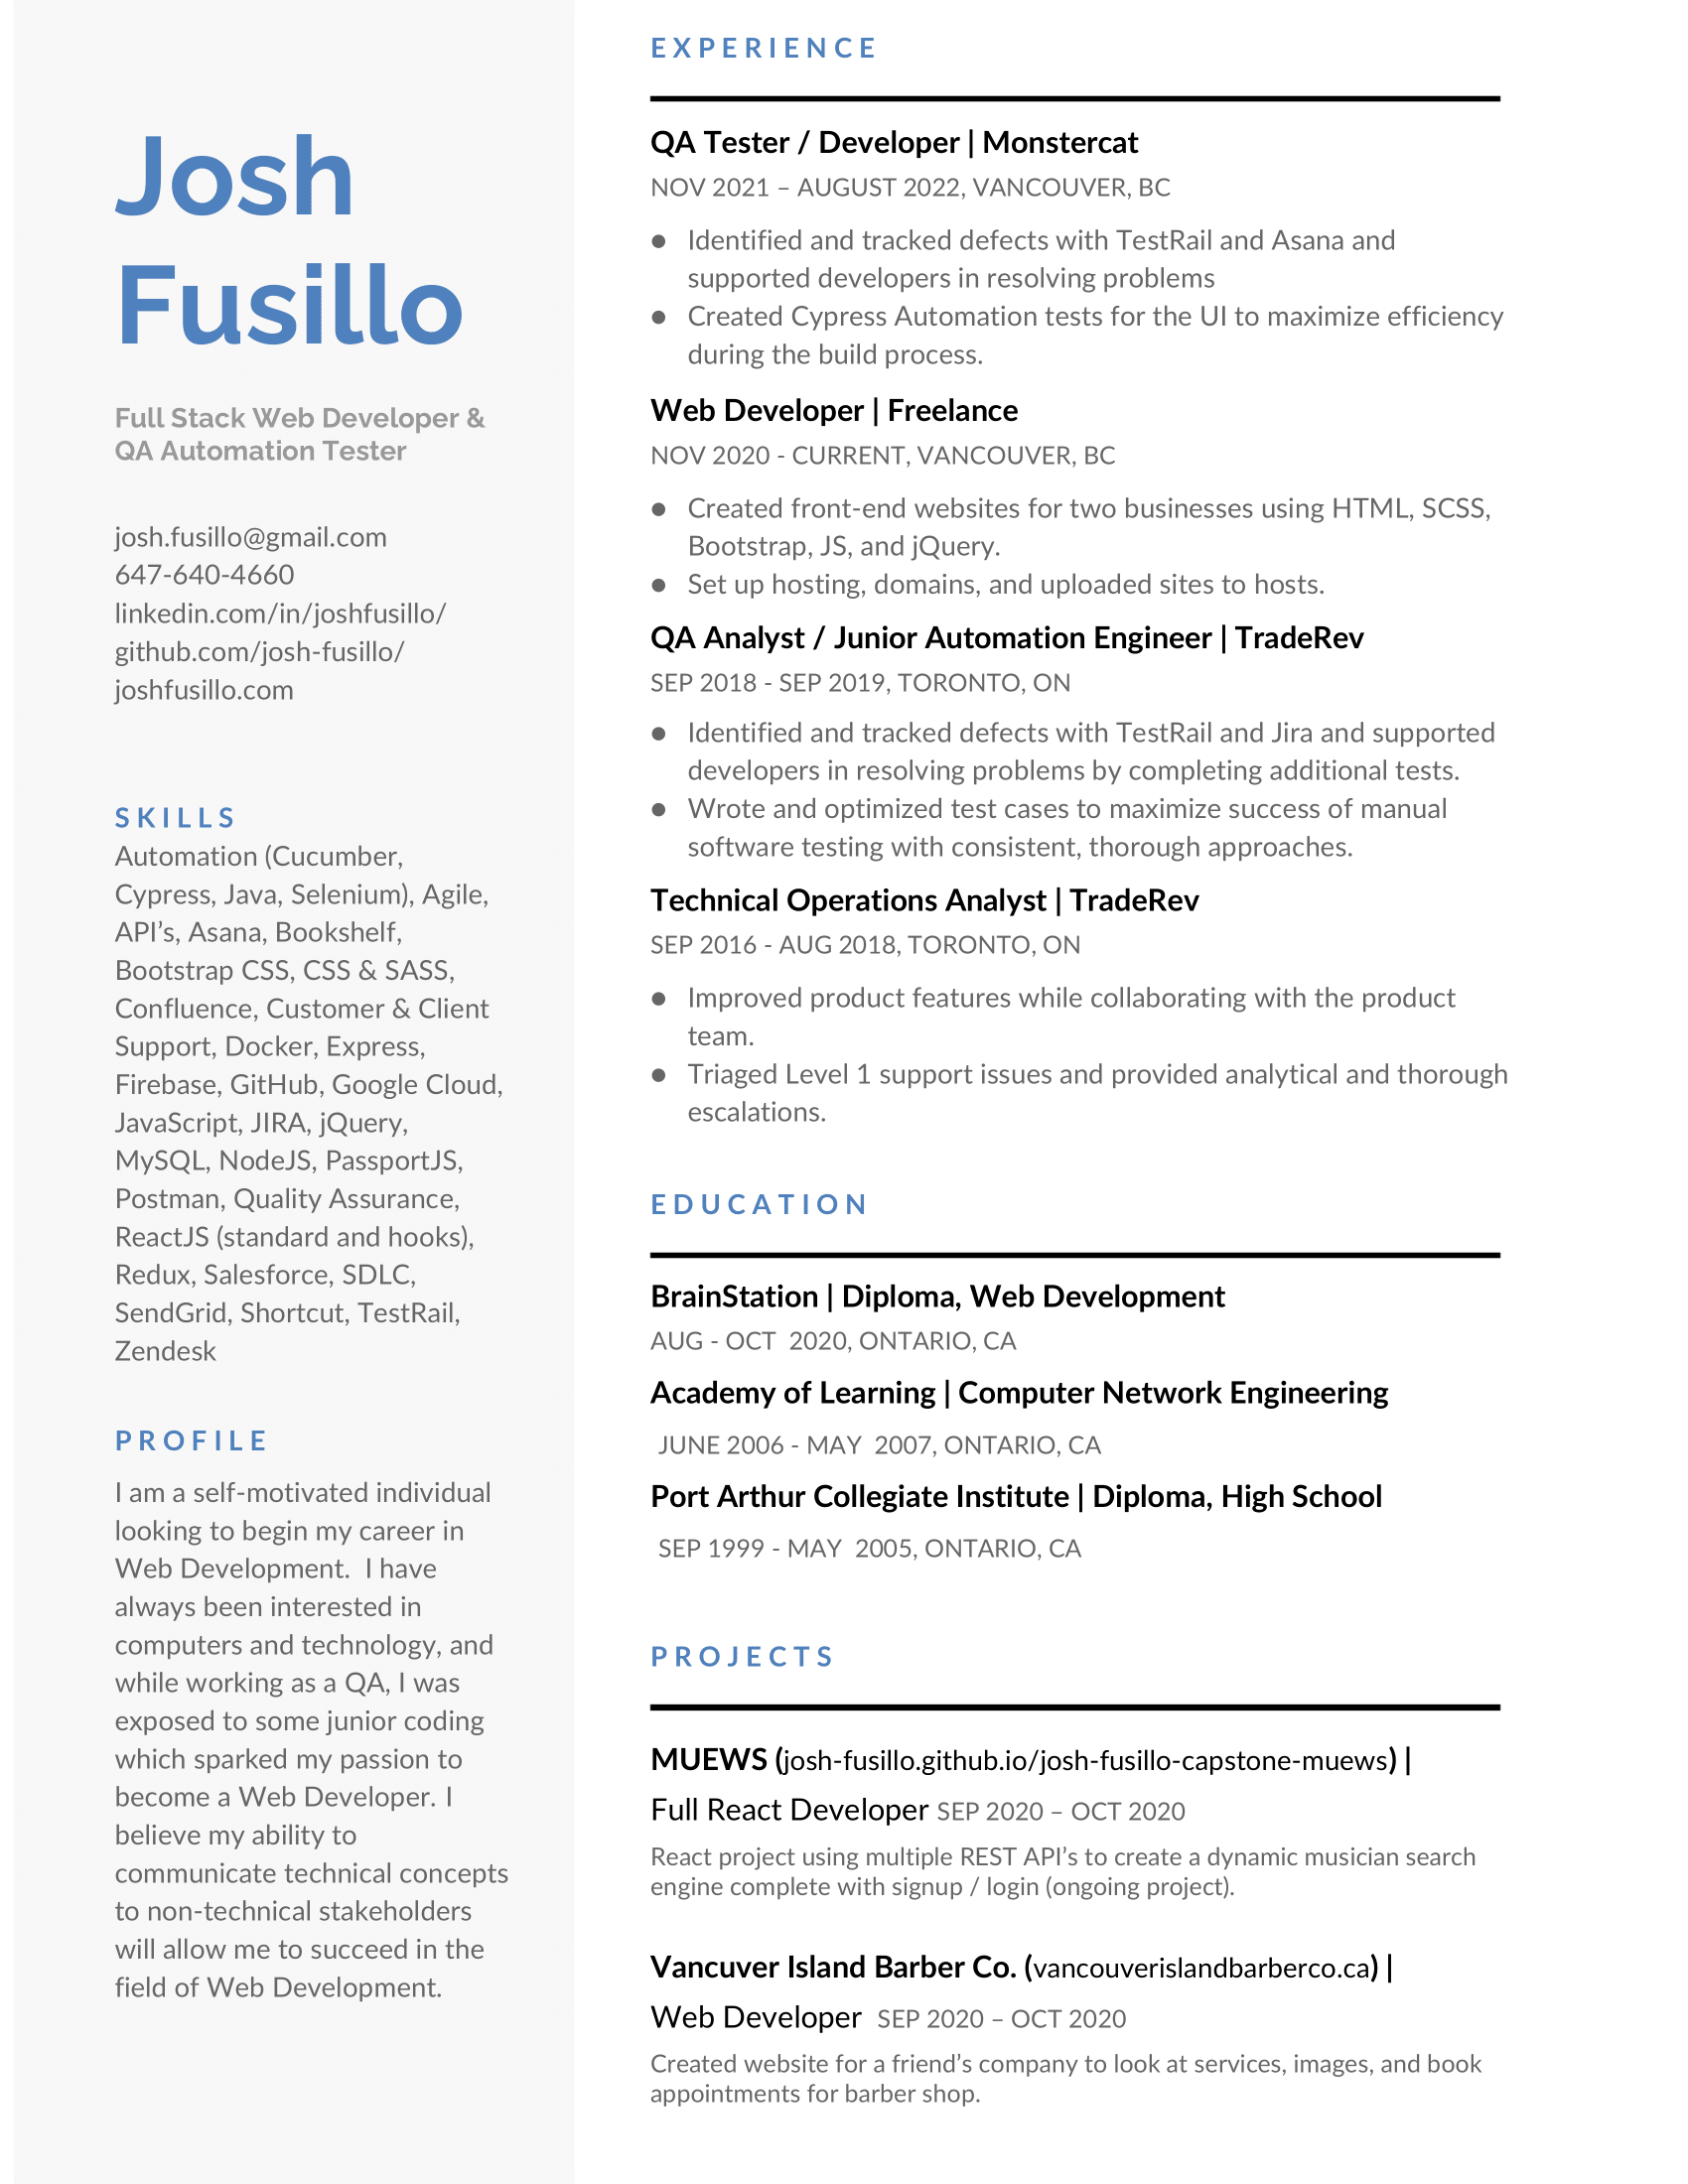 Josh
Fusillo
Full Stack Web Developer &
QA Automation Tester
josh.fusillo@gmail.com
647-640-4660
linkedin.com/in/joshfusillo/
github.com/josh-fusillo/
joshfusillo.com
SKILLS
Automation (Cucumber,
Cypress, Java, Selenium), Agile,
API’s, Asana, Bookshelf,
Bootstrap CSS, CSS & SASS,
Confluence, Customer & Client
Support, Docker, Express,
Firebase, GitHub, Google Cloud,
JavaScript, JIRA, jQuery,
MySQL, NodeJS, PassportJS,
Postman, Quality Assurance,
ReactJS (standard and hooks),
Redux, Salesforce, SDLC,
SendGrid, Shortcut, TestRail,
Zendesk
PROFILE
I am a self-motivated individual
looking to begin my career in
Web Development.  I have
always been interested in
computers and technology, and
while working as a QA, I was
exposed to some junior coding
which sparked my passion to
become a Web Developer. I
believe my ability to
communicate technical concepts
to non-technical stakeholders
will allow me to succeed in the
field of Web Development.
EXPERIENCE
QA Tester / Developer | Monstercat
NOV 2021 – AUGUST 2022, VANCOUVER, BC
● Identified and tracked defects with TestRail and Asana and
supported developers in resolving problems
● Created Cypress Automation tests for the UI to maximize efficiency
during the build process.
Web Developer | Freelance
NOV 2020 - CURRENT, VANCOUVER, BC
● Created front-end websites for two businesses using HTML, SCSS,
Bootstrap, JS, and jQuery.
● Set up hosting, domains, and uploaded sites to hosts.
QA Analyst / Junior Automation Engineer | TradeRev
SEP 2018 - SEP 2019, TORONTO, ON
● Identified and tracked defects with TestRail and Jira and supported
developers in resolving problems by completing additional tests.
● Wrote and optimized test cases to maximize success of manual
software testing with consistent, thorough approaches.
Technical Operations Analyst | TradeRev
SEP 2016 - AUG 2018, TORONTO, ON
● Improved product features while collaborating with the product
team.
● Triaged Level 1 support issues and provided analytical and thorough
escalations.
EDUCATION
BrainStation | Diploma, Web Development
AUG - OCT  2020, ONTARIO, CA
Academy of Learning | Computer Network Engineering
JUNE 2006 - MAY  2007, ONTARIO, CA
Port Arthur Collegiate Institute | Diploma, High School
SEP 1999 - MAY  2005, ONTARIO, CA
PROJECTS
MUEWS (josh-fusillo.github.io/josh-fusillo-capstone-muews) |
Full React Developer SEP 2020 – OCT 2020
React project using multiple REST API’s to create a dynamic musician search
engine complete with signup / login (ongoing project).
Vancuver Island Barber Co. (vancouverislandbarberco.ca) |
Web Developer  SEP 2020 – OCT 2020
Created website for a friend’s company to look at services, images, and book
appointments for barber shop.